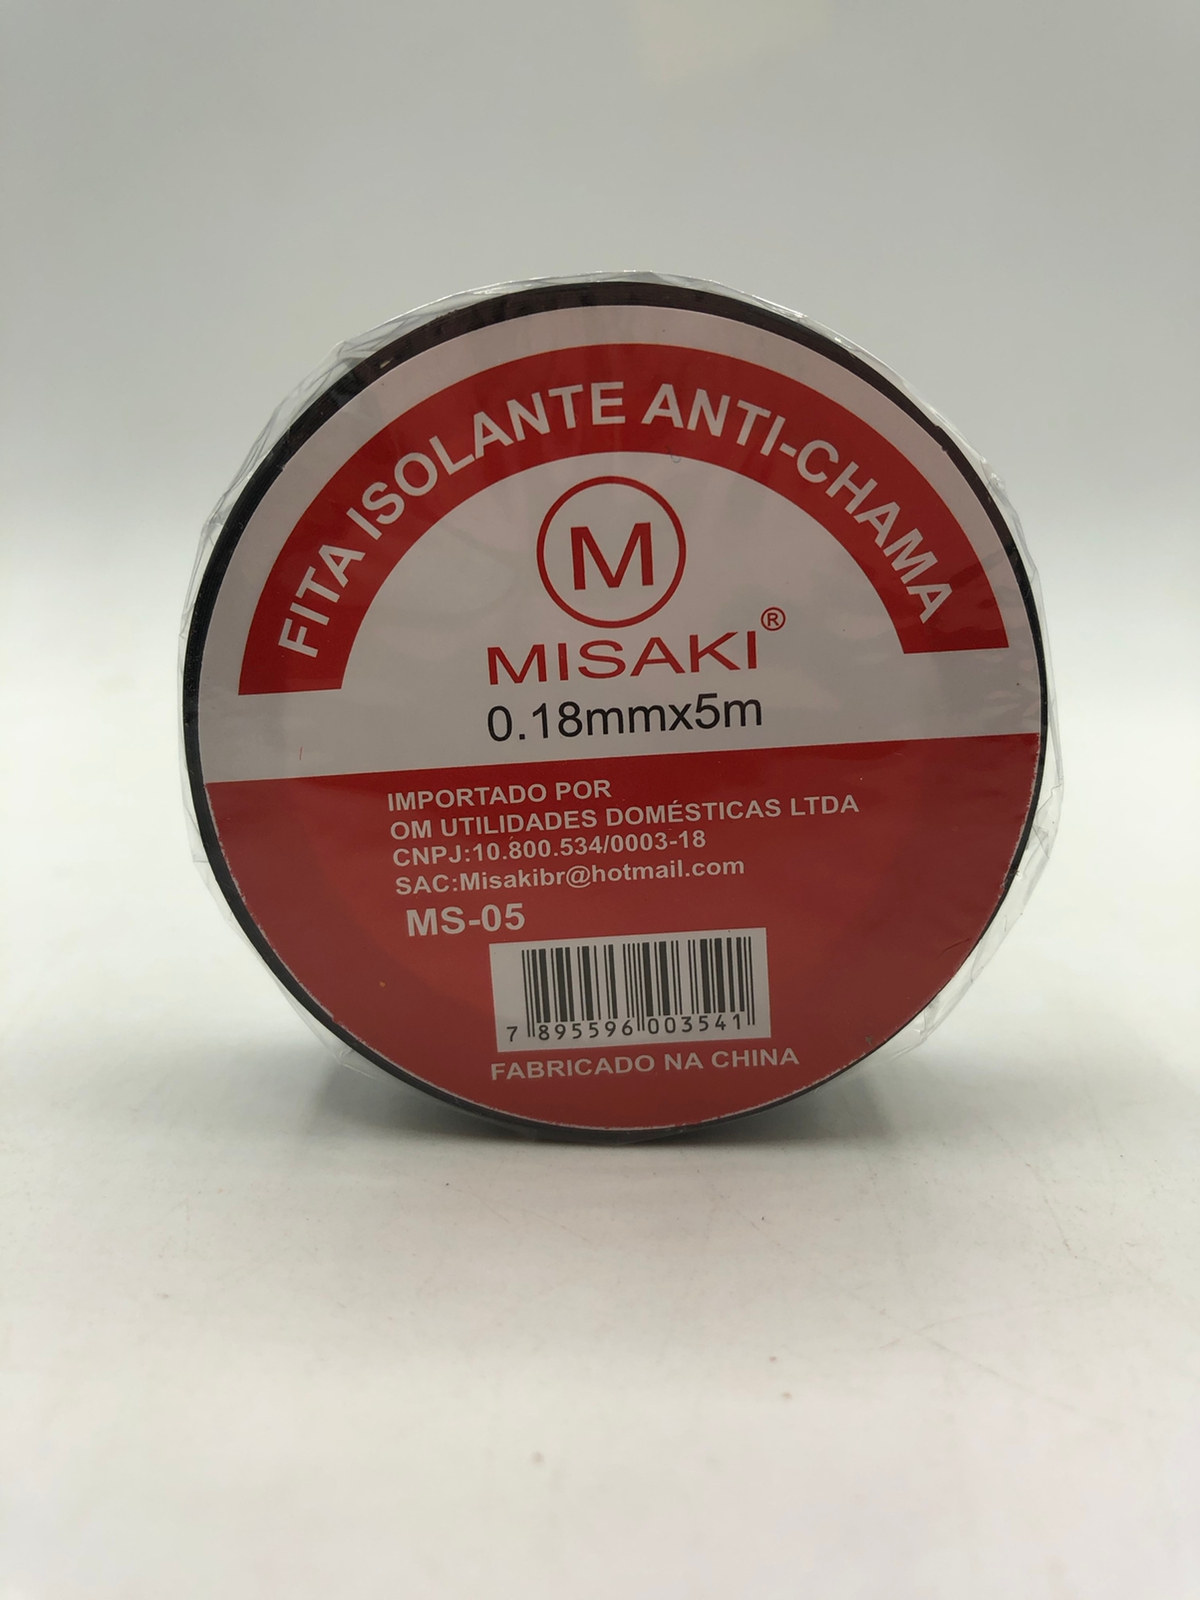 FITA ISOLANTE ANTI-CHAMA
M
MISAKI®
0.18mmx5m
IMPORTADO POR
OM UTILIDADES DOMÉSTICAS LTDA
CNPJ:10.800.534/0003-18
SAC:Misakibr@hotmail.com
MS-05
7 895596 003541
FABRICADO NA CHINA